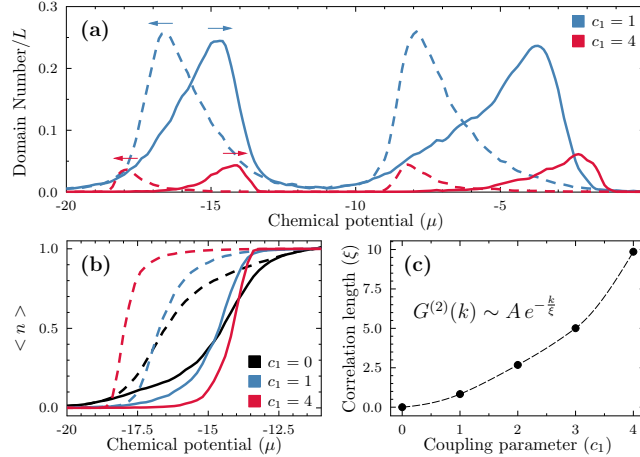 (a)
c₁ = 1
c₁ = 4
Domain Number/L
0.3
0.2
0.1
0.0
-20
-15
-10
-5
Chemical potential (μ)
(b)
< n >
1.0
0.5
0.0
c₁ = 0
c₁ = 1
c₁ = 4
-20
-17.5
-15
-12.5
Chemical potential (μ)
(c)
Correlation length (ξ)
10
7.5
5.0
2.5
0.0
G⁽²⁾(k) ∼ A e^{-k/ξ}
0
1
2
3
4
Coupling parameter (c₁)